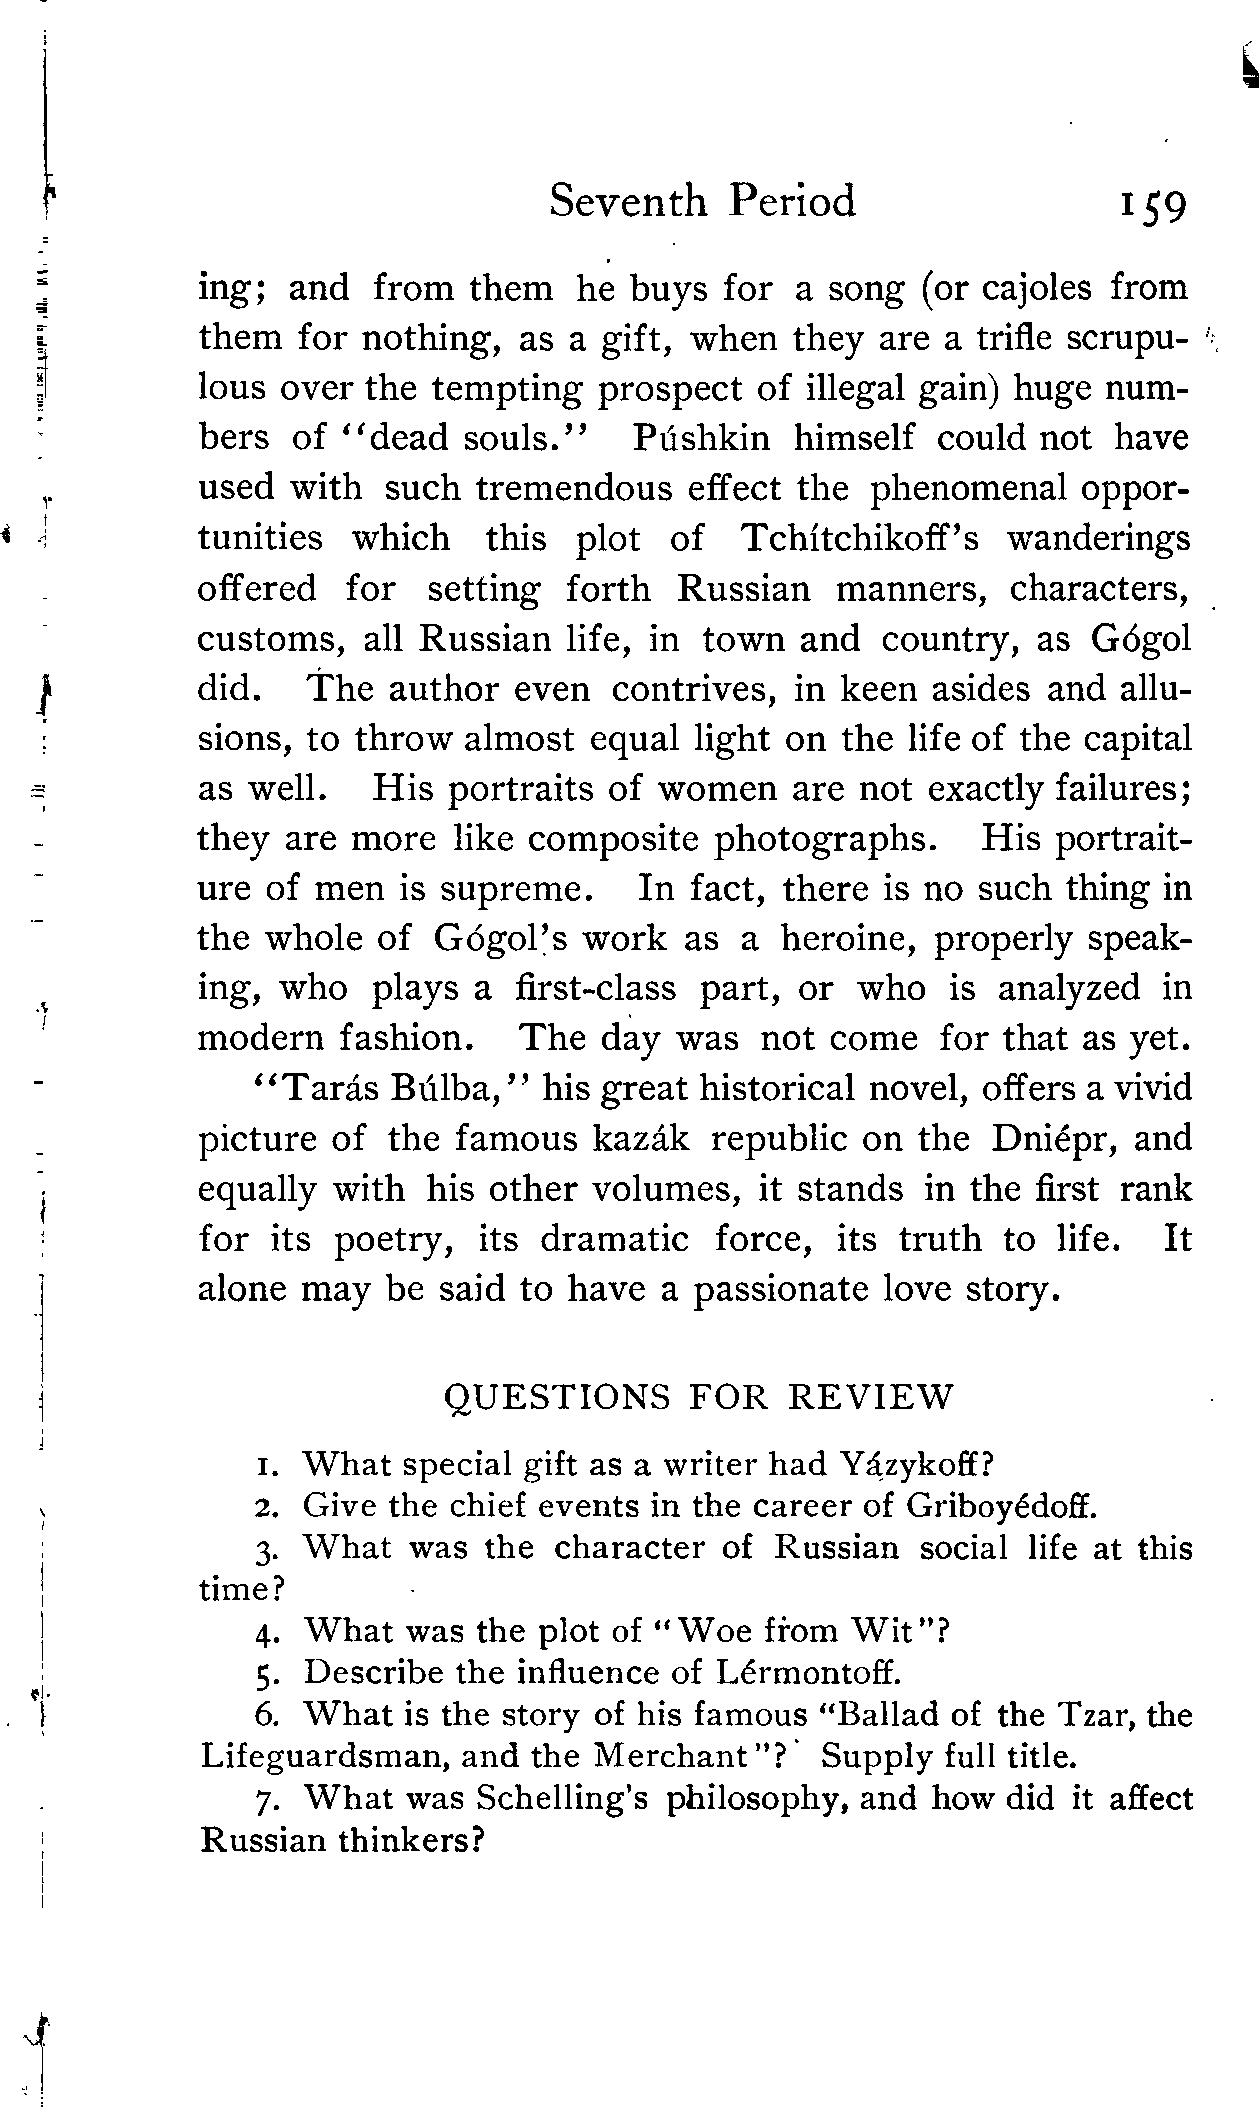 Seventh Period 159
ing; and from them he buys for a song (or cajoles from
them for nothing, as a gift, when they are a trifle scrupu-
lous over the tempting prospect of illegal gain) huge num-
bers of “dead souls.” Púshkin himself could not have
used with such tremendous effect the phenomenal oppor-
tunities which this plot of Tchítchikoff’s wanderings
offered for setting forth Russian manners, characters,
customs, all Russian life, in town and country, as Gógol
did. The author even contrives, in keen asides and allu-
sions, to throw almost equal light on the life of the capital
as well. His portraits of women are not exactly failures;
they are more like composite photographs. His portrait-
ure of men is supreme. In fact, there is no such thing in
the whole of Gógol’s work as a heroine, properly speak-
ing, who plays a first-class part, or who is analyzed in
modern fashion. The day was not come for that as yet.
“Tarás Búlba,” his great historical novel, offers a vivid
picture of the famous kazák republic on the Dniépr, and
equally with his other volumes, it stands in the first rank
for its poetry, its dramatic force, its truth to life. It
alone may be said to have a passionate love story.
QUESTIONS FOR REVIEW
1. What special gift as a writer had Yázykoff?
2. Give the chief events in the career of Griboyédoff.
3. What was the character of Russian social life at this
time?
4. What was the plot of “Woe from Wit”?
5. Describe the influence of Lérmontoff.
6. What is the story of his famous “Ballad of the Tzar, the
Lifeguardsman, and the Merchant”? Supply full title.
7. What was Schelling’s philosophy, and how did it affect
Russian thinkers?